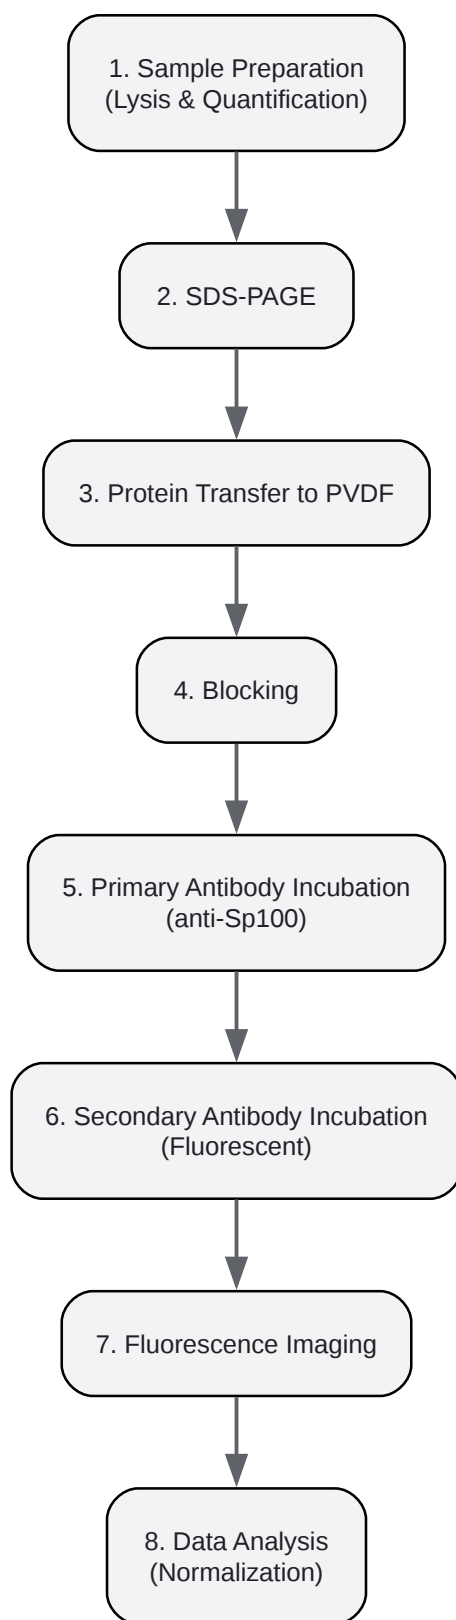 1. Sample Preparation
(Lysis & Quantification)
2. SDS-PAGE
3. Protein Transfer to PVDF
4. Blocking
5. Primary Antibody Incubation
(anti-Sp100)
6. Secondary Antibody Incubation
(Fluorescent)
7. Fluorescence Imaging
8. Data Analysis
(Normalization)